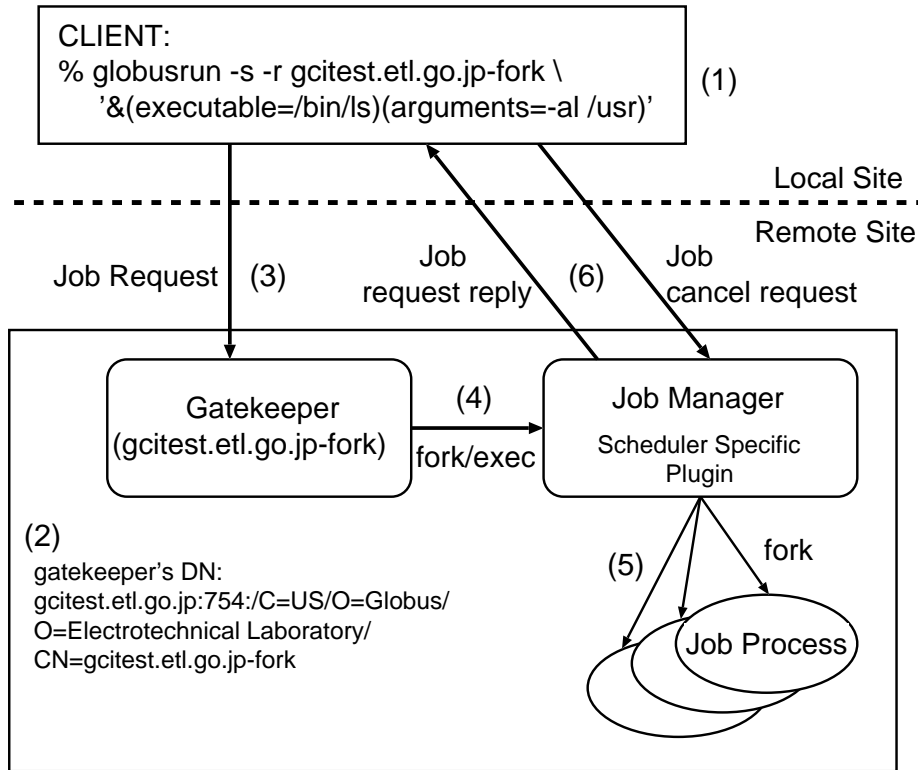 CLIENT:
% globusrun -s -r gcitest.etl.go.jp-fork \
’&(executable=/bin/ls)(arguments=-al /usr)’
(1)
Local Site
Remote Site
Job Request
(3)
Job
request reply
(6)
Job
cancel request
Gatekeeper
(gcitest.etl.go.jp-fork)
(4)
fork/exec
Job Manager
Scheduler Specific
Plugin
(2)
gatekeeper’s DN:
gcitest.etl.go.jp:754:/C=US/O=Globus/
O=Electrotechnical Laboratory/
CN=gcitest.etl.go.jp-fork
(5)
fork
Job Process